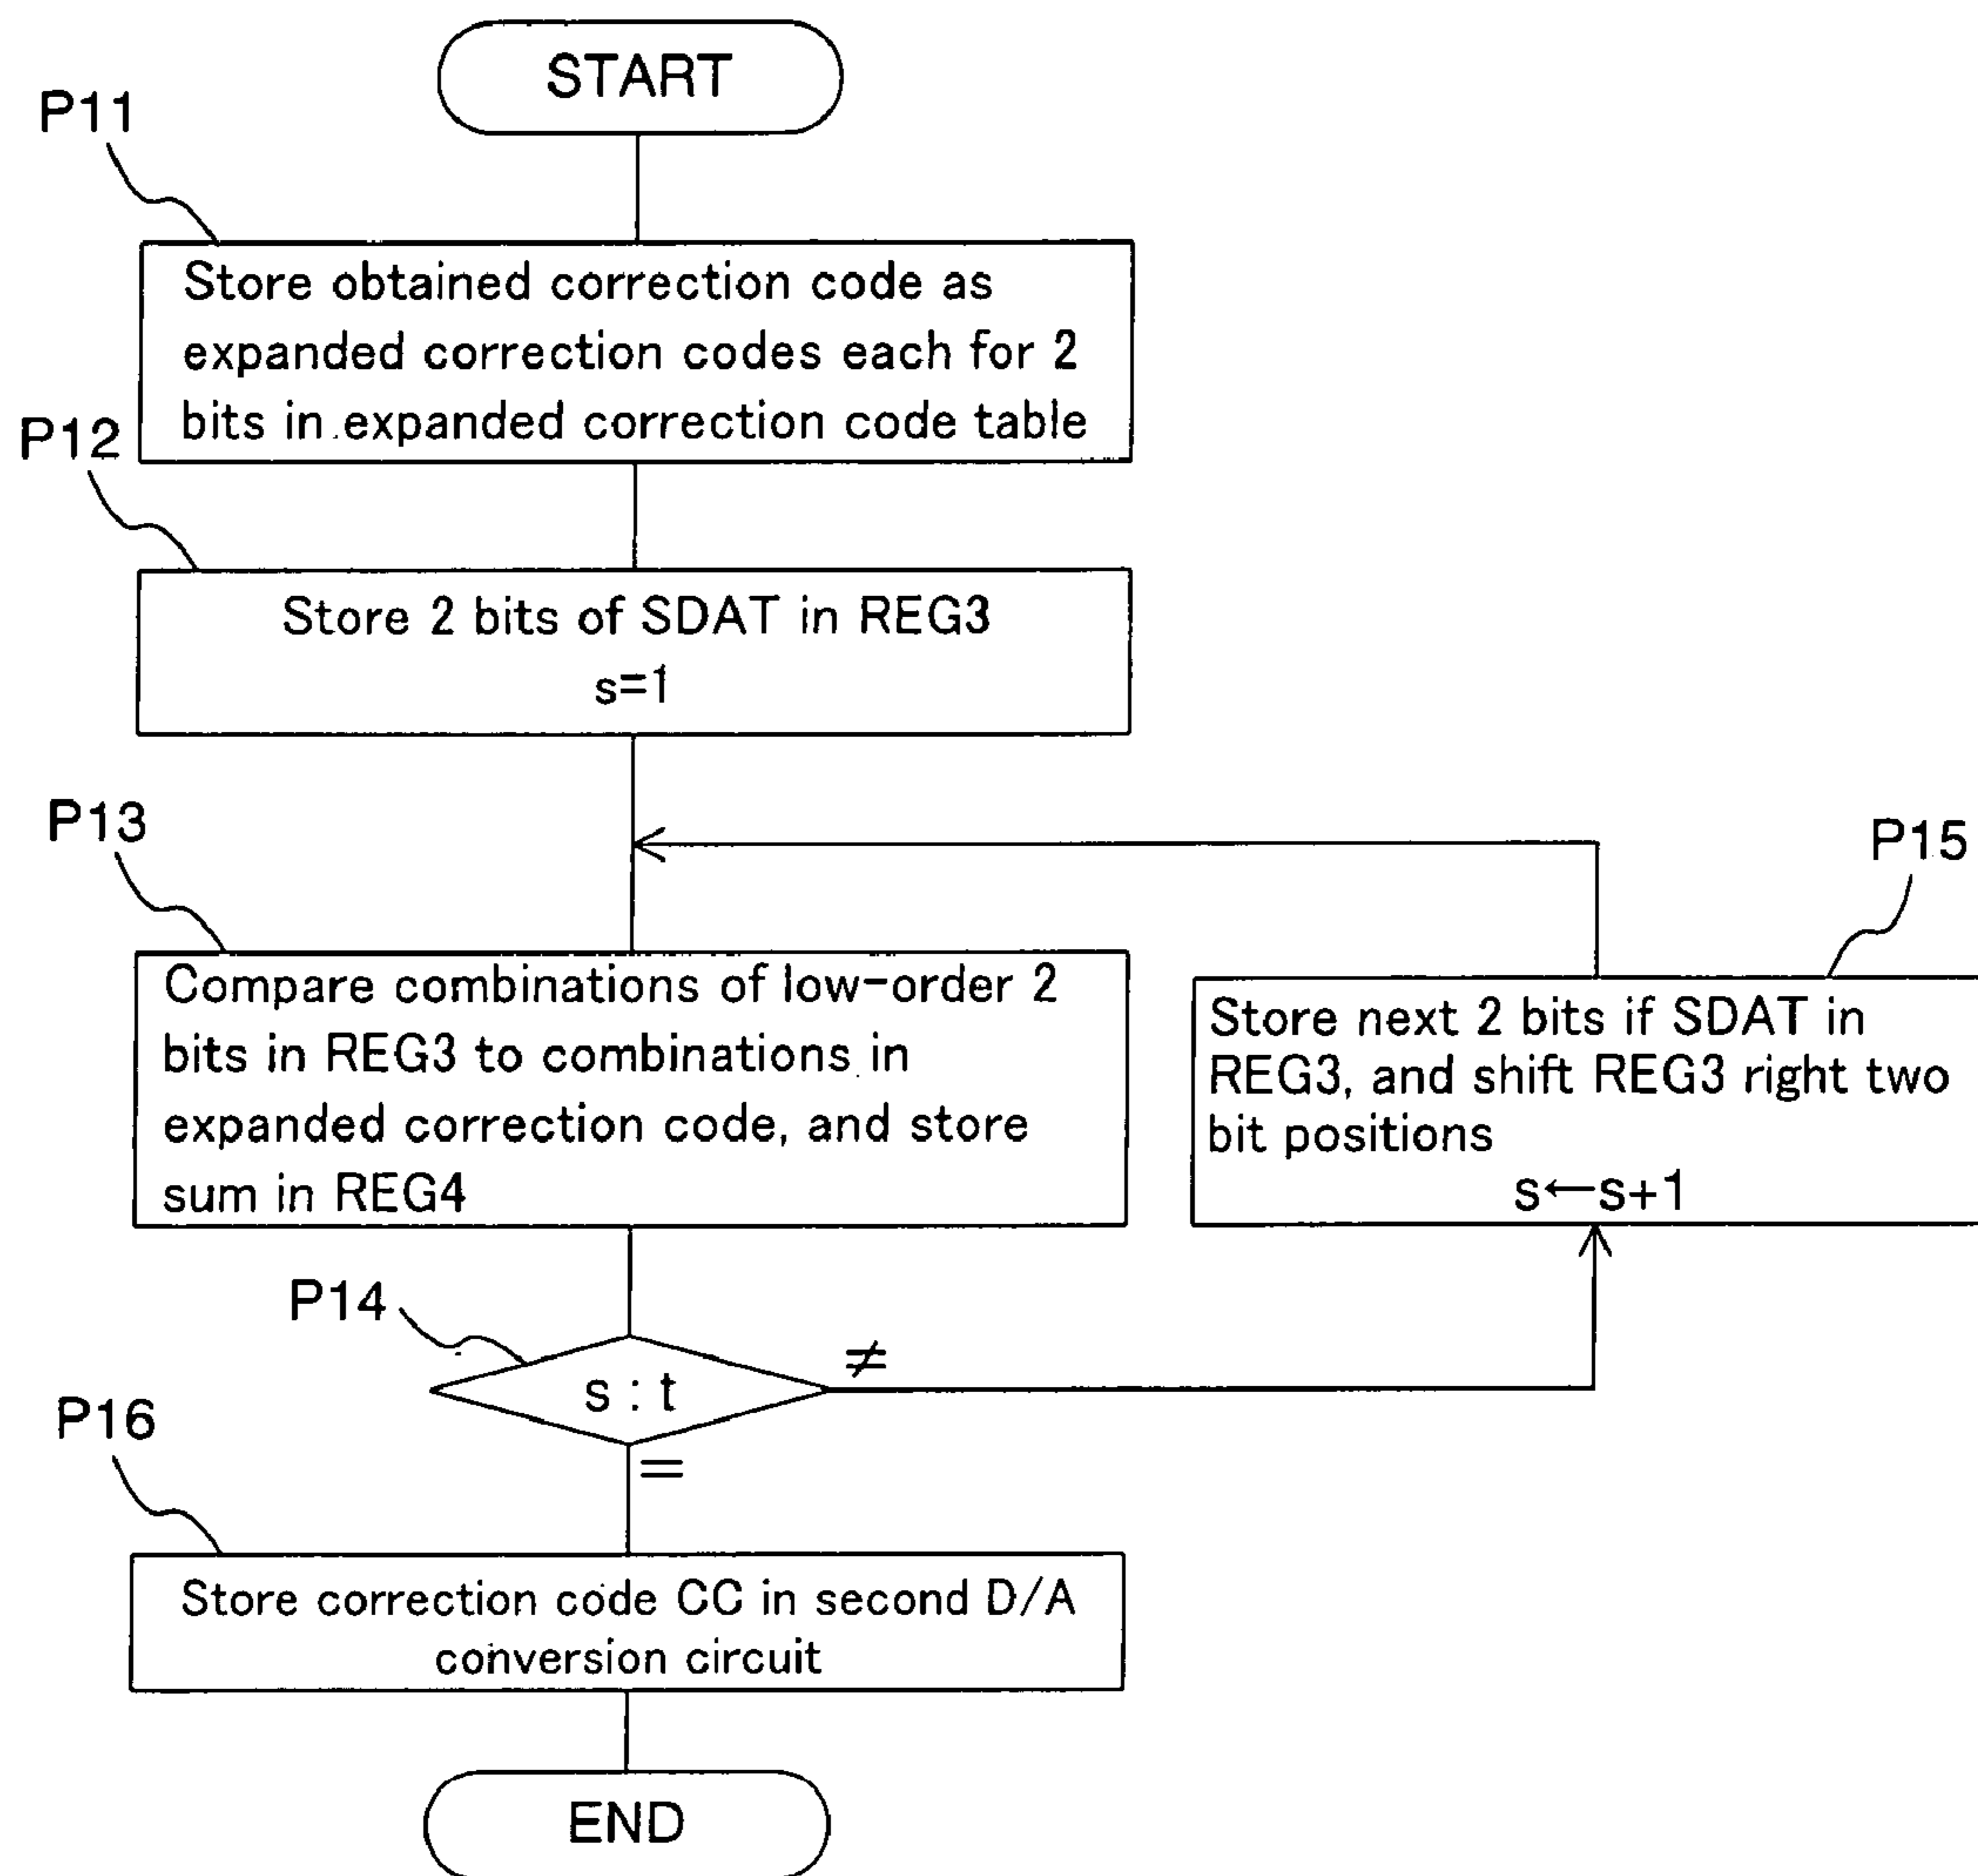 START
P11
Store obtained correction code as
expanded correction codes each for 2
bits in expanded correction code table
P12
Store 2 bits of SDAT in REG3
s=1
P13
Compare combinations of low-order 2
bits in REG3 to combinations in
expanded correction code, and store
sum in REG4
P15
Store next 2 bits if SDAT in
REG3, and shift REG3 right two
bit positions
s←s+1
P14
s : t
≠
=
P16
Store correction code CC in second D/A
conversion circuit
END